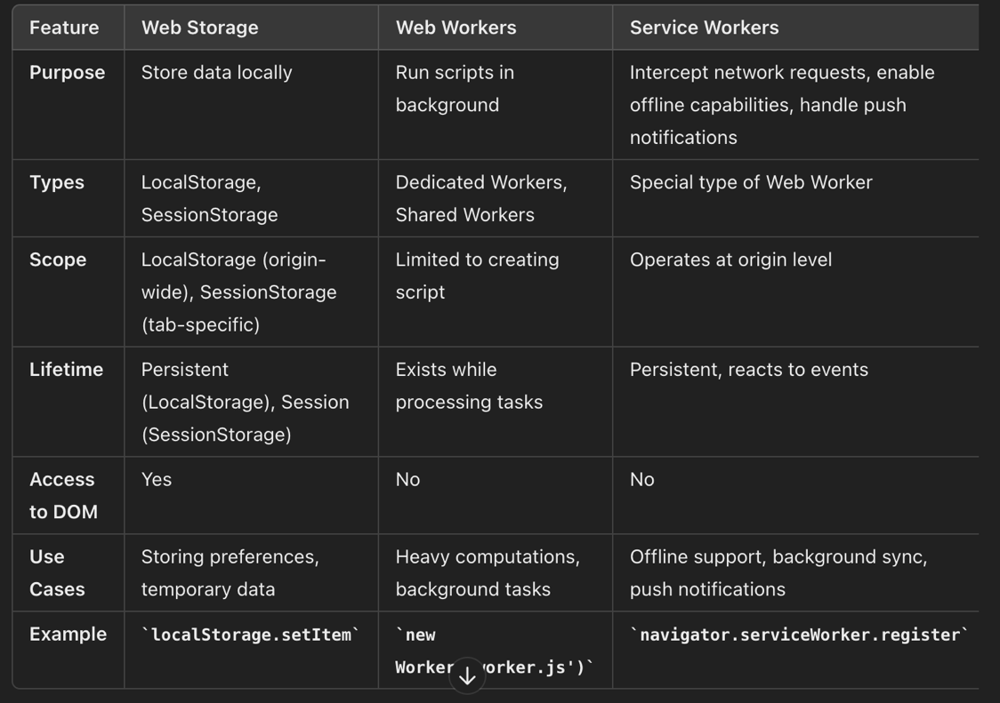 Feature Web Storage Web Workers Service Workers
Purpose Store data locally Run scripts in Intercept network requests, enable
background offline capabilities, handle push
notifications
Types LocalStorage, Dedicated Workers, Special type of Web Worker
SessionStorage Shared Workers
Scope LocalStorage (origin- Limited to creating Operates at origin level
wide), SessionStorage script
(tab-specific)
Lifetime Persistent Exists while Persistent, reacts to events
(LocalStorage), Session processing tasks
(SessionStorage)
Access Yes No No
to DOM
Use Storing preferences, Heavy computations, Offline support, background sync,
Cases temporary data background tasks push notifications
Example `localStorage.setItem` `new `navigator.serviceWorker.register`
Worker orker.js')`